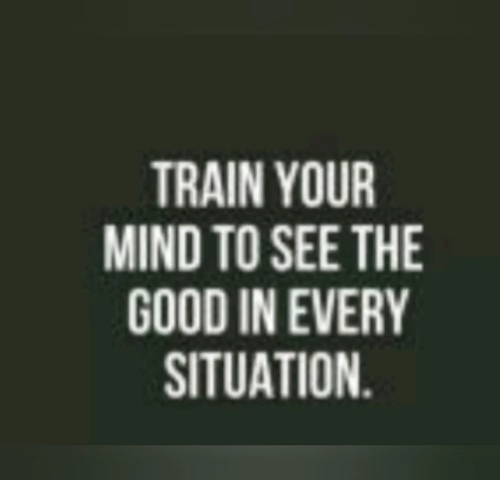 TRAIN YOUR
MIND TO SEE THE
GOOD IN EVERY
SITUATION.